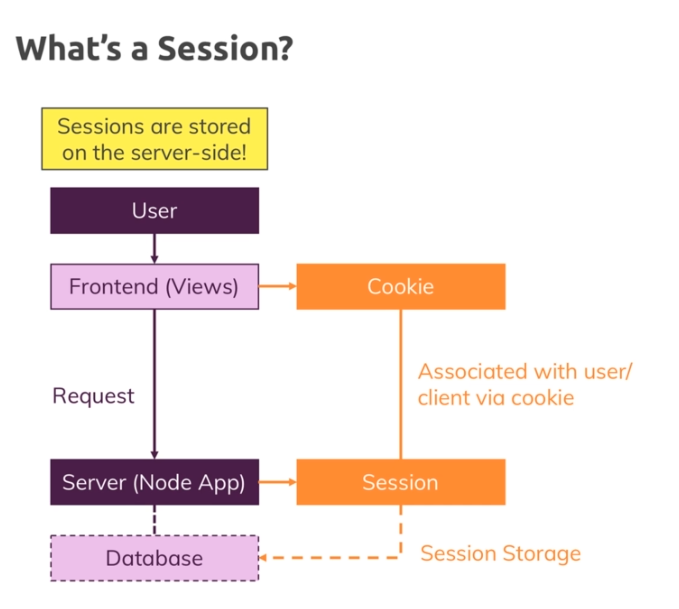 What's a Session?
Sessions are stored
on the server-side!
User
Frontend (Views)
Cookie
Associated with user/
client via cookie
Request
Server (Node App)
Session
Database
Session Storage